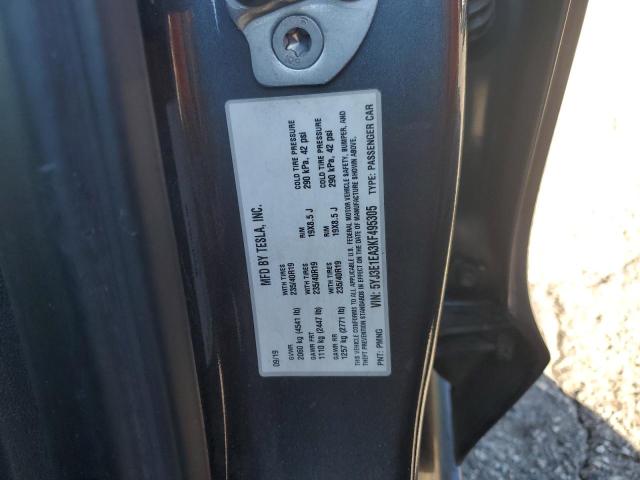 MFD BY TESLA, INC.
09/19
GVWR
2060 kg (4541 lb)
WITH TIRES
235/40R19
RIM
19X8.5 J
COLD TIRE PRESSURE
290 kPa, 42 psi
GAWR FRT
1110 kg (2447 lb)
WITH TIRES
235/40R19
RIM
19X8.5 J
COLD TIRE PRESSURE
290 kPa, 42 psi
GAWR RR
1257 kg (2771 lb)
THIS VEHICLE CONFORMS TO ALL APPLICABLE U.S. FEDERAL MOTOR VEHICLE SAFETY, BUMPER, AND
THEFT PREVENTION STANDARDS IN EFFECT ON THE DATE OF MANUFACTURE SHOWN ABOVE.
VIN: 5YJ3E1EA3KF495305
PNT: PMNG
TYPE: PASSENGER CAR